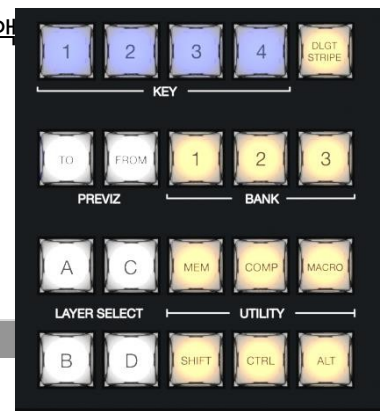 1 2 3 4 DLGT STRIPE
KEY
TO FROM 1 2 3
PREVIZ BANK
A C MEM COMP MACRO
LAYER SELECT UTILITY
B D SHIFT CTRL ALT